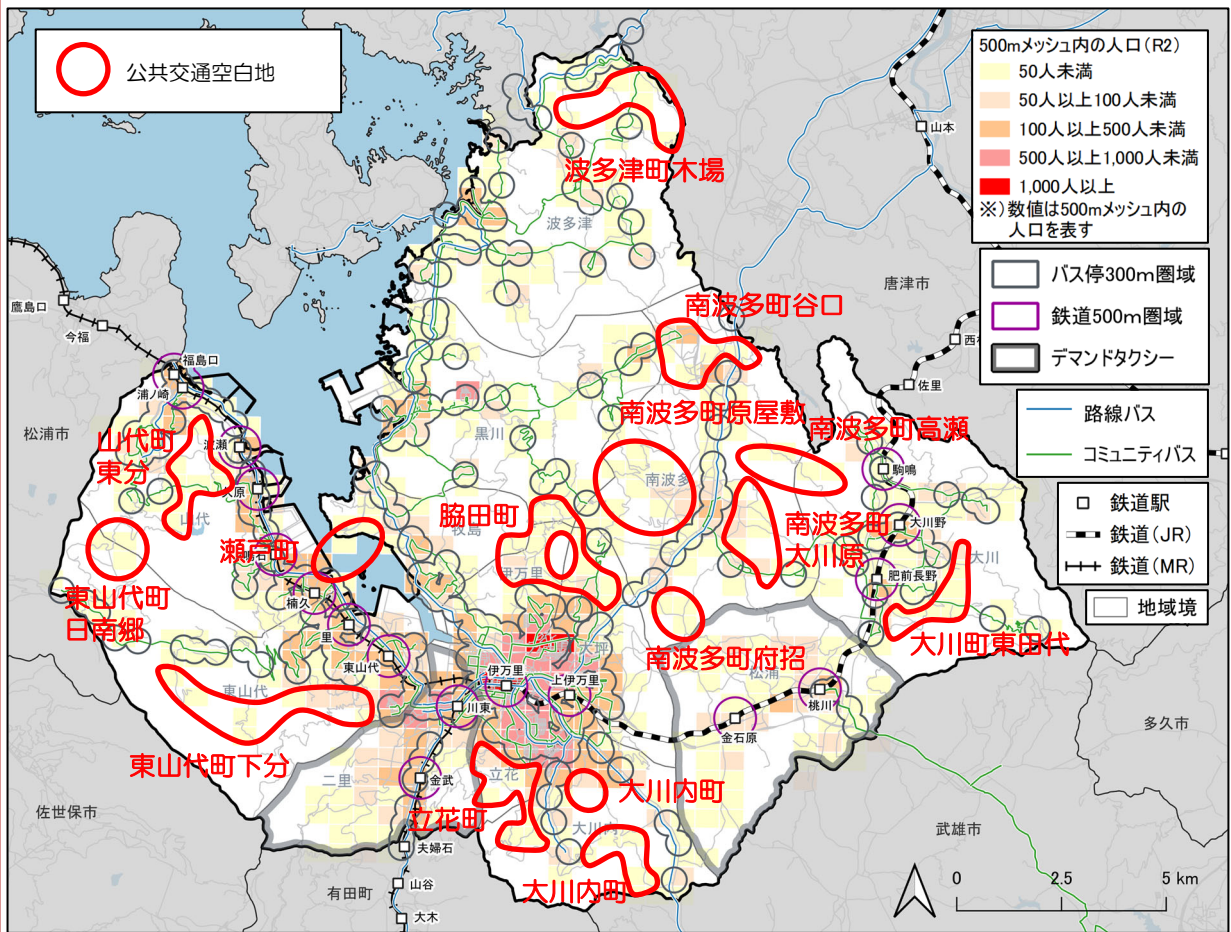 公共交通空白地
500mメッシュ内の人口(R2)
50人未満
50人以上100人未満
100人以上500人未満
500人以上1,000人未満
1,000人以上
※)数値は500mメッシュ内の
人口を表す
バス停300m圏域
鉄道500m圏域
デマンドタクシー
路線バス
コミュニティバス
鉄道駅
鉄道(JR)
鉄道(MR)
地域境
山本
波多津町木場
波多津
唐津市
鷹島口
今福
福島口
浦ノ崎
南波多町谷口
佐里
松浦市
山代町
東分
波瀬
黒川
南波多町原屋敷
南波多町高瀬
駒鳴
南波多
久原
山代
脇田町
牧島
南波多町
大川原
大川野
大川
瀬戸町
鳴石
伊万里
肥前長野
東山代町
日南郷
楠久
里
大川町東田代
東山代
大坪
南波多町府招
松浦
伊万里
上伊万里
桃川
東山代
川東
金石原
多久市
東山代町下分
二里
金武
立花
大川内町
佐世保市
立花町
大川内
武雄市
夫婦石
有田町
山谷
大川内町
大木
0 2.5 5 km